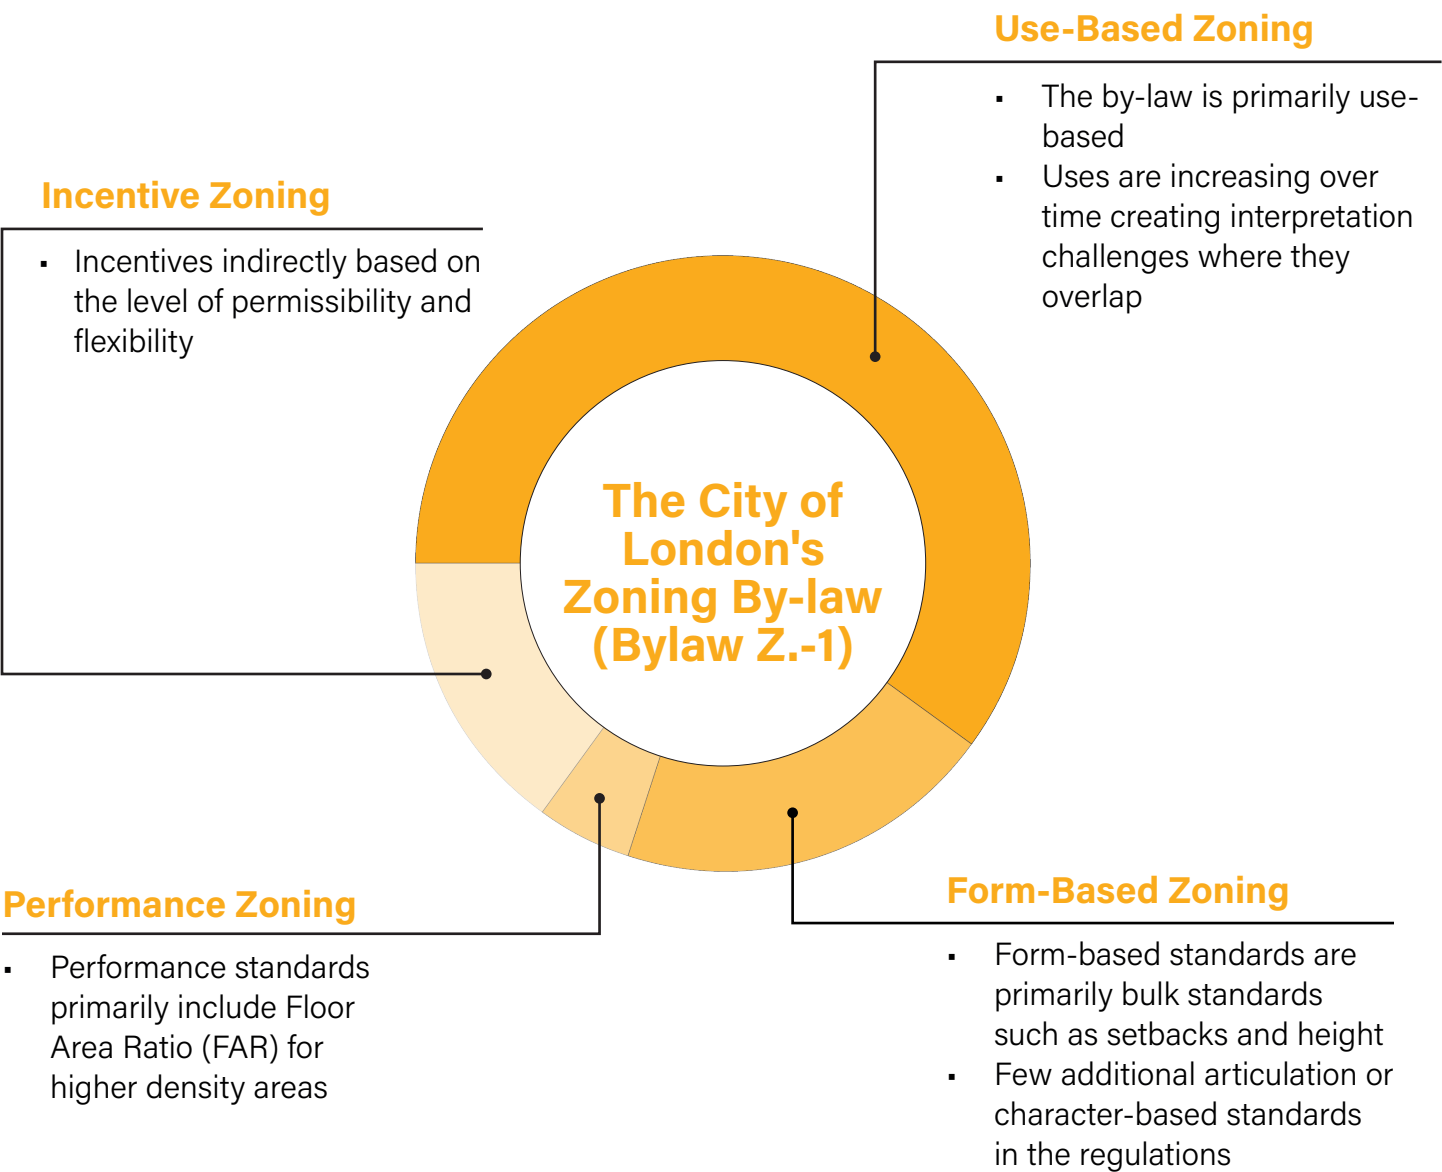 Use-Based Zoning
▪ The by-law is primarily use-
based
▪ Uses are increasing over
time creating interpretation
challenges where they
overlap
Incentive Zoning
▪ Incentives indirectly based on
the level of permissibility and
flexibility
The City of
London's
Zoning By-law
(Bylaw Z.-1)
Performance Zoning
▪ Performance standards
primarily include Floor
Area Ratio (FAR) for
higher density areas
Form-Based Zoning
▪ Form-based standards are
primarily bulk standards
such as setbacks and height
▪ Few additional articulation or
character-based standards
in the regulations